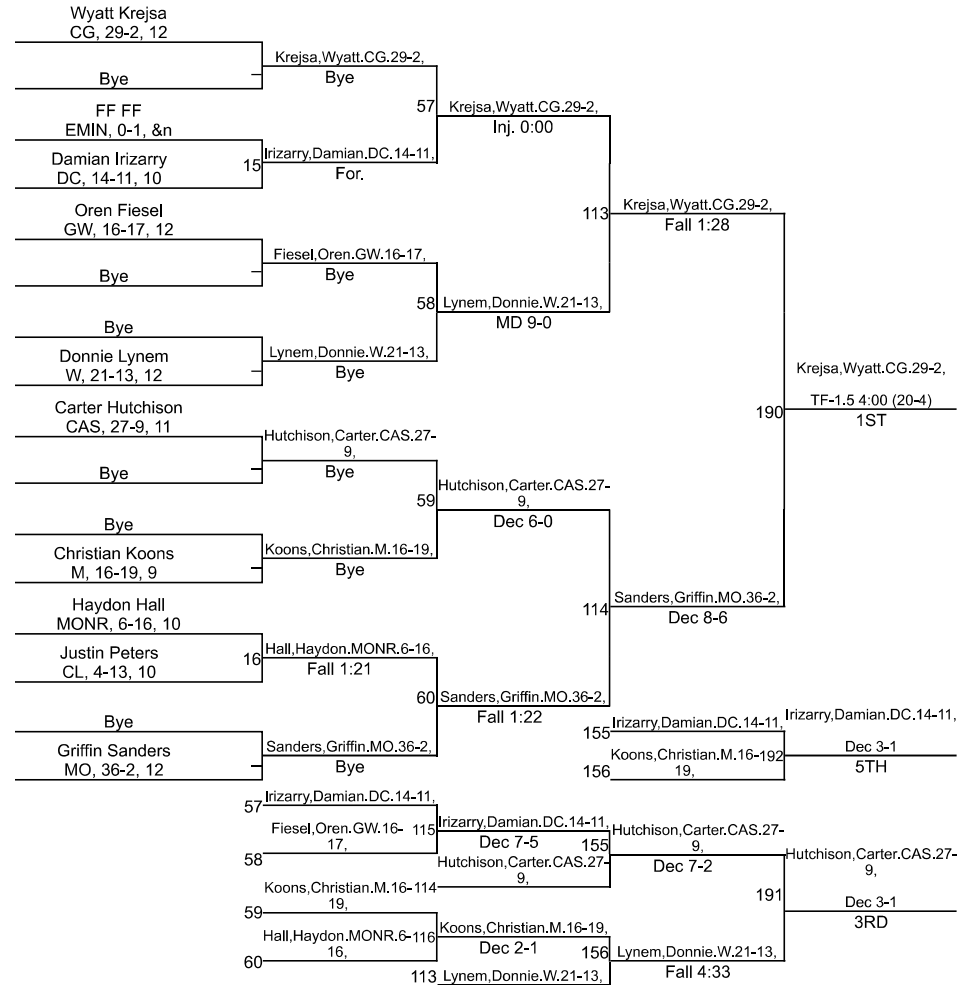 Wyatt Krejsa
CG, 29-2, 12
Krejsa,Wyatt.CG.29-2,
Bye
Bye
57
Krejsa,Wyatt.CG.29-2,
Inj. 0:00
FF FF
EMIN, 0-1, &n
Damian Irizarry
DC, 14-11, 10
15
Irizarry,Damian.DC.14-11,
For.
113
Krejsa,Wyatt.CG.29-2,
Fall 1:28
Oren Fiesel
GW, 16-17, 12
Fiesel,Oren.GW.16-17,
Bye
Bye
58
Lynem,Donnie.W.21-13,
MD 9-0
Bye
Donnie Lynem
W, 21-13, 12
Lynem,Donnie.W.21-13,
Bye
190
Krejsa,Wyatt.CG.29-2,
TF-1.5 4:00 (20-4)
1ST
Carter Hutchison
CAS, 27-9, 11
Hutchison,Carter.CAS.27-
9,
Bye
Bye
59
Hutchison,Carter.CAS.27-
9,
Dec 6-0
Bye
Christian Koons
M, 16-19, 9
Koons,Christian.M.16-19,
Bye
114
Sanders,Griffin.MO.36-2,
Dec 8-6
Haydon Hall
MONR, 6-16, 10
Justin Peters
CL, 4-13, 10
16
Hall,Haydon.MONR.6-16,
Fall 1:21
60
Sanders,Griffin.MO.36-2,
Fall 1:22
Bye
Griffin Sanders
MO, 36-2, 12
Sanders,Griffin.MO.36-2,
Bye
155
Irizarry,Damian.DC.14-11,
156
Koons,Christian.M.16-
19,
192
Irizarry,Damian.DC.14-11,
Dec 3-1
5TH
57
Irizarry,Damian.DC.14-11,
58
Fiesel,Oren.GW.16-
17,
115
Irizarry,Damian.DC.14-11,
Dec 7-5
114
Hutchison,Carter.CAS.27-
9,
155
Hutchison,Carter.CAS.27-
9,
Dec 7-2
59
Koons,Christian.M.16-
19,
60
Hall,Haydon.MONR.6-
16,
116
Koons,Christian.M.16-19,
Dec 2-1
113
Lynem,Donnie.W.21-13,
156
Lynem,Donnie.W.21-13,
Fall 4:33
191
Hutchison,Carter.CAS.27-
9,
Dec 3-1
3RD